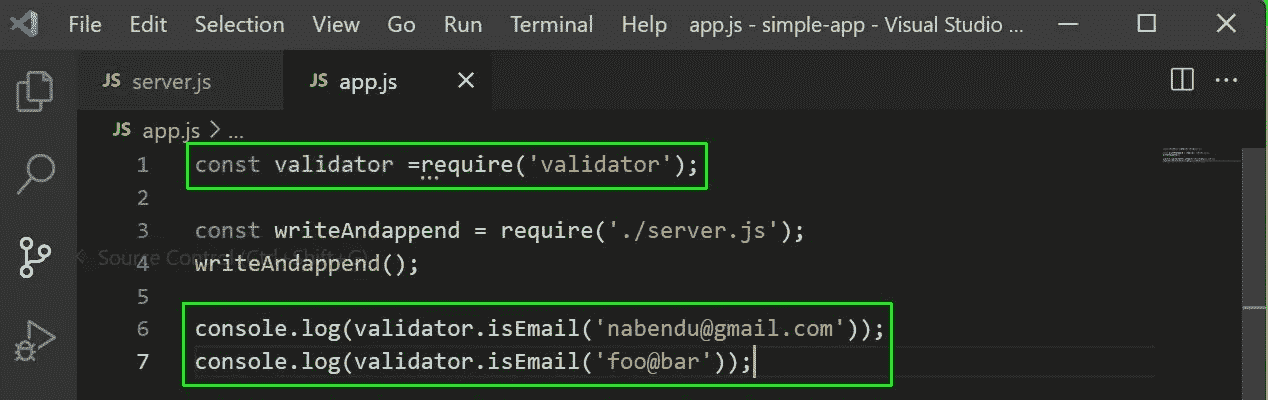 File Edit Selection View Go Run Terminal Help app.js - simple-app - Visual Studio ...
JS server.js JS app.js
JS app.js > ...
1 const validator =require('validator');
2
3 const writeAndappend = require('./server.js');
Source Control (Ctrl+Shift+G)
4 writeAndappend();
5
6 console.log(validator.isEmail('nabendu@gmail.com'));
7 console.log(validator.isEmail('foo@bar'));